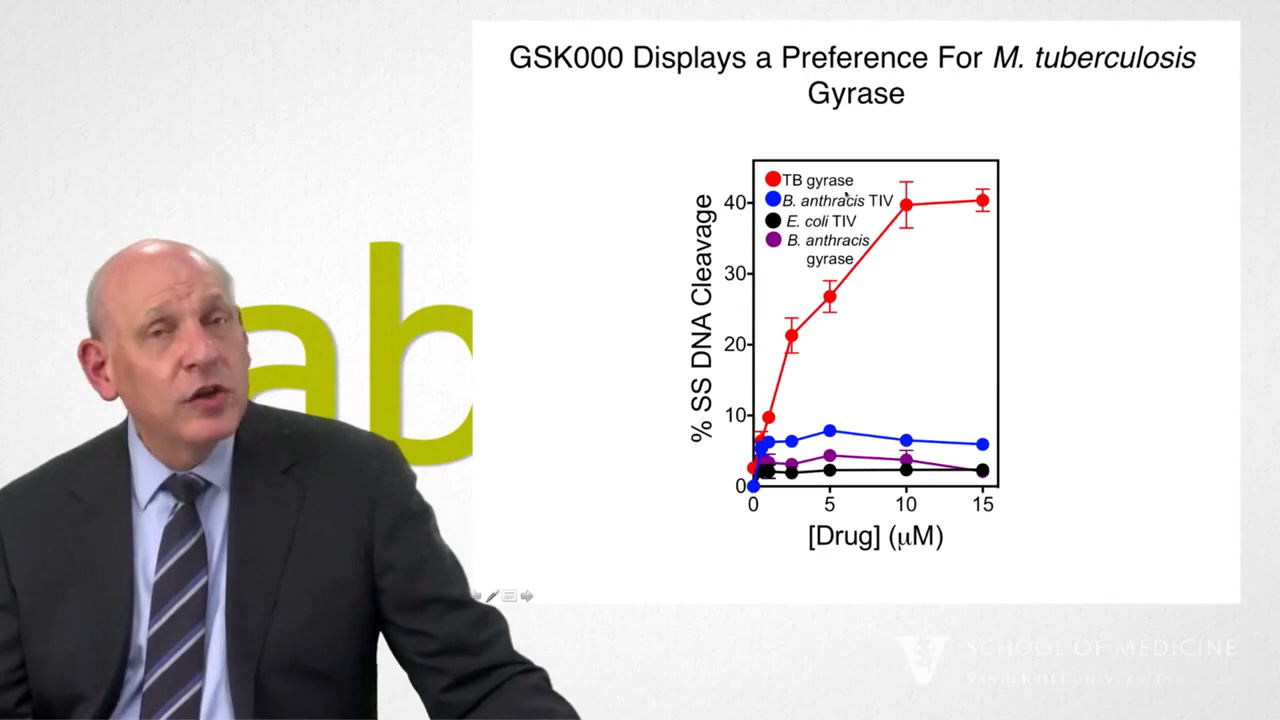 GSK000 Displays a Preference For M. tuberculosis
Gyrase
TB gyrase
B. anthracis TIV
E. coli TIV
B. anthracis
gyrase
40
30
20
10
0
0 5 10 15
% SS DNA Cleavage
[Drug] (μM)
ab
SCHOOL OF MEDICINE